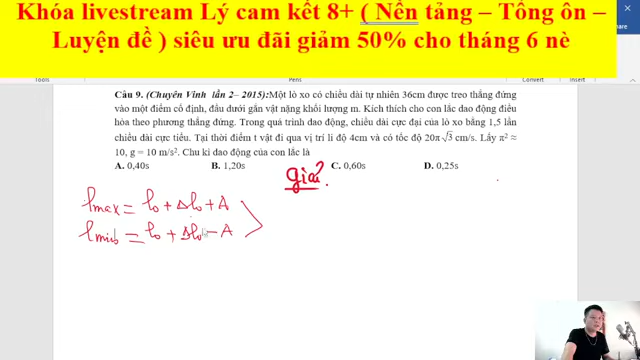 Khóa livestream Lý cam kết 8+ ( Nền tảng – Tổng ôn –
Luyện đề ) siêu ưu đãi giảm 50% cho tháng 6 nè
Tools
Pens
Conversion
Câu 9. (Chuyên Vinh lần 2– 2015):Một lò xo có chiều dài tự nhiên 36cm được treo thẳng đứng
vào một điểm cố định, đầu dưới gắn vật nặng khối lượng m. Kích thích cho con lắc dao động điều
hòa theo phương thẳng đứng. Trong quá trình dao động, chiều dài cực đại của lò xo bằng 1,5 lần
chiều dài cực tiểu. Tại thời điểm t vật đi qua vị trí li độ 4cm và có tốc độ 20π√3 cm/s. Lấy π² ≈
10, g = 10 m/s². Chu kì dao động của con lắc là
A. 0,40s B. 1,20s C. 0,60s D. 0,25s
giải?
lmax = l₀ + Δl₀ + A
lmin = l₀ + Δl₀ − A